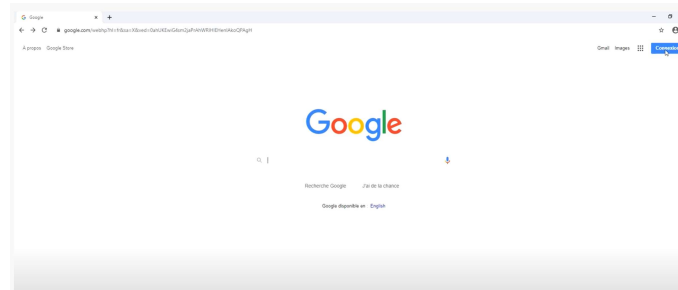 Google
google.com/webhp?hl=fr&sa=X&ved=
À propos Google Store
Gmail Images Connexion
Google
Recherche Google J'ai de la chance
Google disponible en English